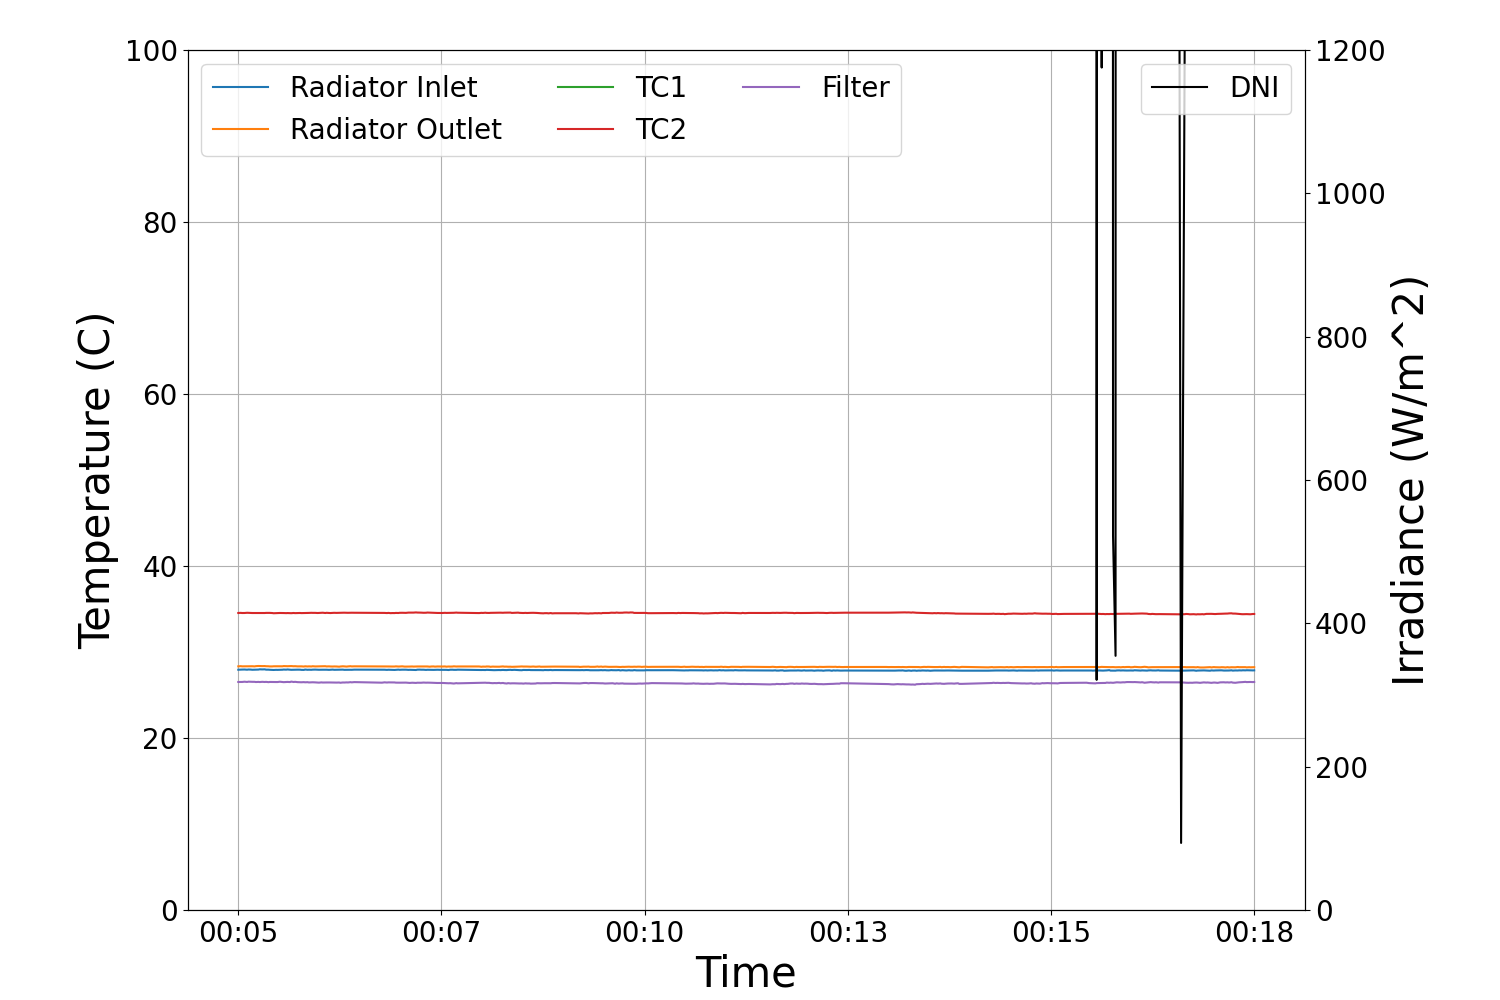 100
80
60
40
20
0
Temperature (C)
Radiator Inlet
Radiator Outlet
TC1
TC2
Filter
DNI
1200
1000
800
600
400
200
0
Irradiance (W/m^2)
00:05 00:07 00:10 00:13 00:15 00:18
Time